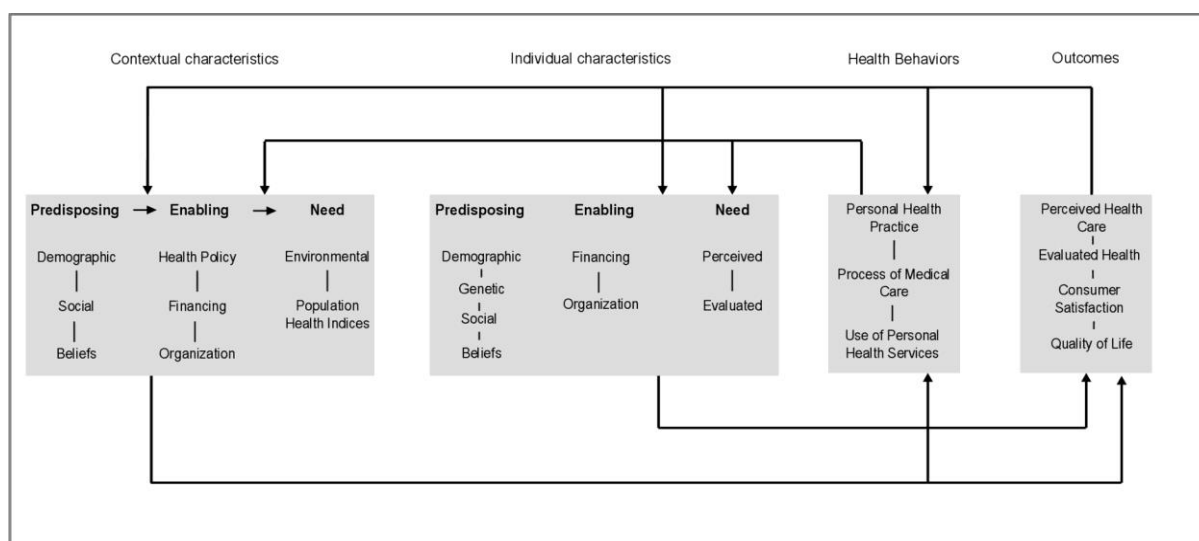 Contextual characteristics
Individual characteristics
Health Behaviors
Outcomes
Predisposing
Enabling
Need
Demographic
Social
Beliefs
Health Policy
Financing
Organization
Environmental
Population
Health Indices
Predisposing
Enabling
Need
Demographic
Genetic
Social
Beliefs
Financing
Organization
Perceived
Evaluated
Personal Health
Practice
Process of Medical
Care
Use of Personal
Health Services
Perceived Health
Care
Evaluated Health
Consumer
Satisfaction
Quality of Life